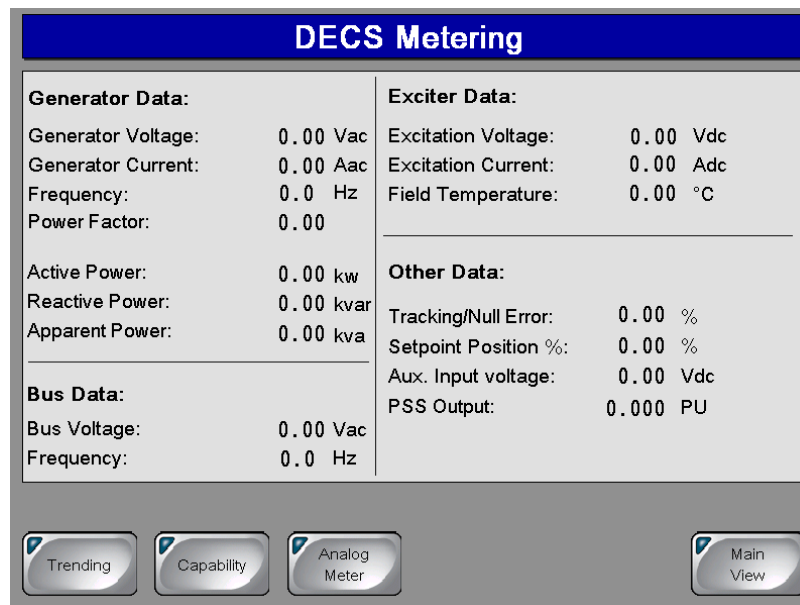 DECS Metering
Generator Data:
Generator Voltage: 0.00 Vac
Generator Current: 0.00 Aac
Frequency: 0.0 Hz
Power Factor: 0.00
Active Power: 0.00 kw
Reactive Power: 0.00 kvar
Apparent Power: 0.00 kva
Bus Data:
Bus Voltage: 0.00 Vac
Frequency: 0.0 Hz
Exciter Data:
Excitation Voltage: 0.00 Vdc
Excitation Current: 0.00 Adc
Field Temperature: 0.00 °C
Other Data:
Tracking/Null Error: 0.00 %
Setpoint Position %: 0.00 %
Aux. Input voltage: 0.00 Vdc
PSS Output: 0.000 PU
Trending
Capability
Analog
Meter
Main
View